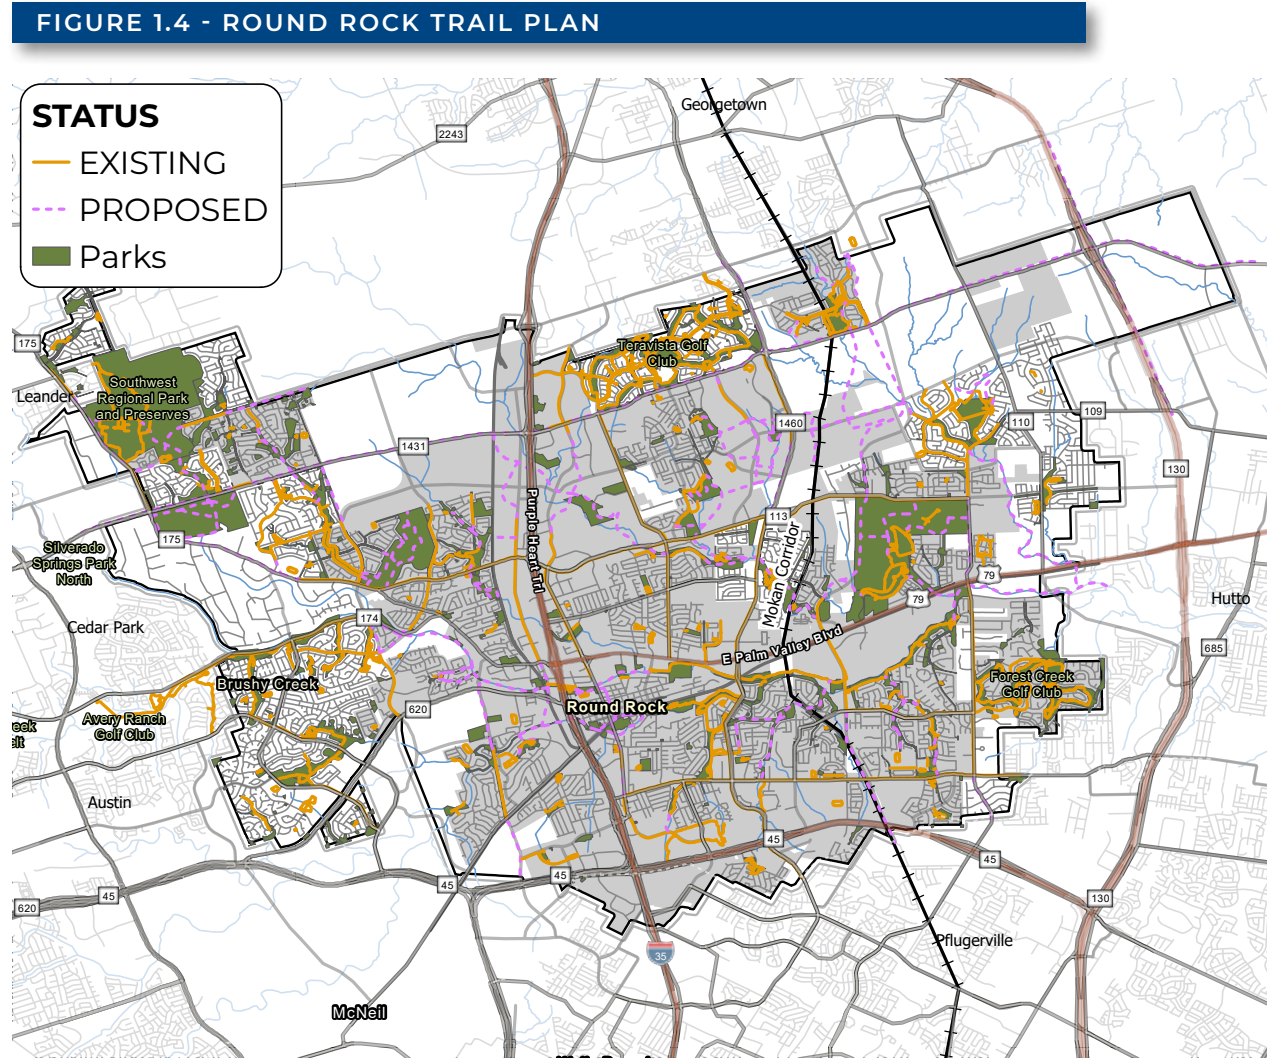 FIGURE 1.4 - ROUND ROCK TRAIL PLAN
STATUS
EXISTING
PROPOSED
Parks
Georgetown
2243
175
Leander
Southwest
Regional Park
and Preserves
Teravista Golf
Club
1431
1460
110
109
130
Purple Heart Trl
113
Mokan Corridor
175
Silverado
Springs Park
North
79
79
Hutto
Cedar Park
174
E Palm Valley Blvd
685
Brushy Creek
Forest Creek
Golf Club
Avery Ranch
Golf Club
620
Round Rock
Austin
45
45
45
45
45
620
130
35
Pflugerville
McNeil